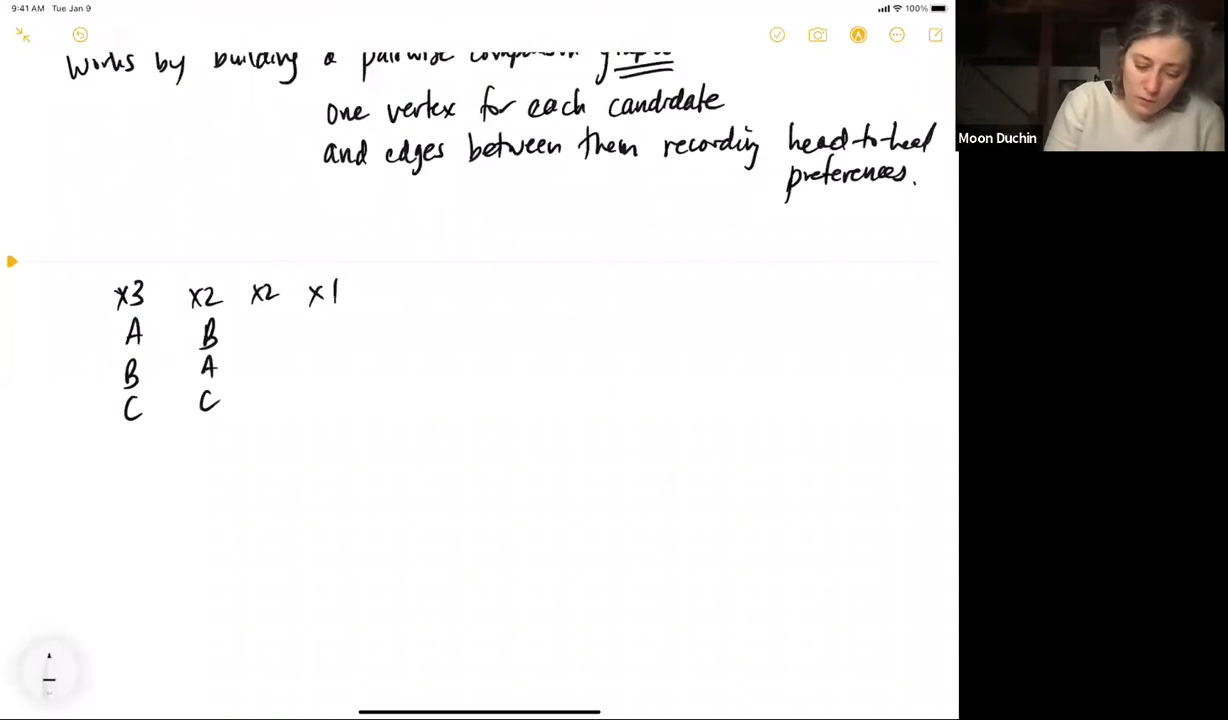 9:41 AM Tue Jan 9
100%
Works by building a pairwise comparison
one vertex for each candidate
and edges between them recording head-to-head
preferences.
Moon Duchin
x3 x2 x2 x1
A B
B A
C C